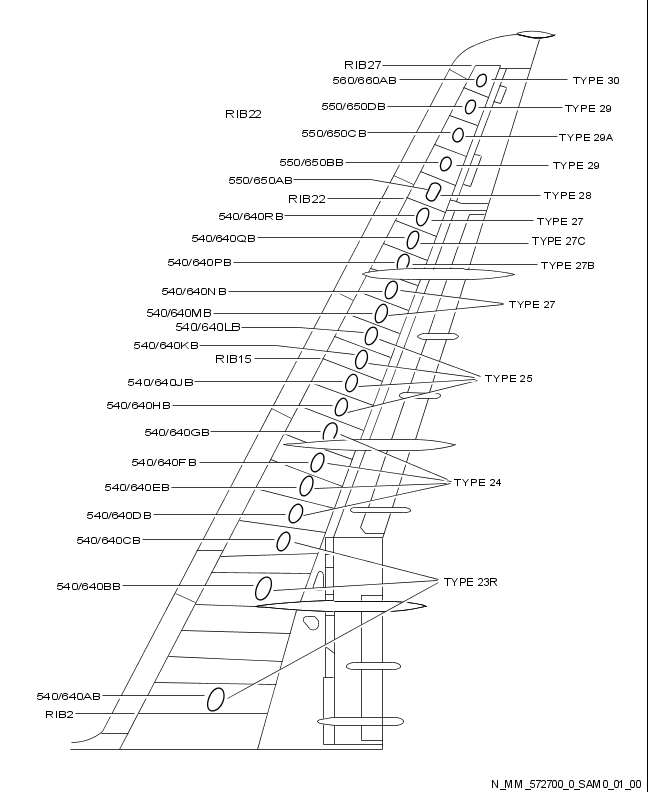 RIB27
560/660AB TYPE 30
550/650DB TYPE 29
RIB22
550/650CB TYPE 29A
550/650BB TYPE 29
550/650AB
RIB22 TYPE 28
540/640RB TYPE 27
540/640QB TYPE 27C
540/640PB TYPE 27B
540/640NB
540/640MB TYPE 27
540/640LB
540/640KB
RIB15
540/640JB TYPE 25
540/640HB
540/640GB
540/640FB
540/640EB TYPE 24
540/640DB
540/640CB
540/640BB TYPE 23R
540/640AB
RIB2
N_MM_572700_0_SAM0_01_00